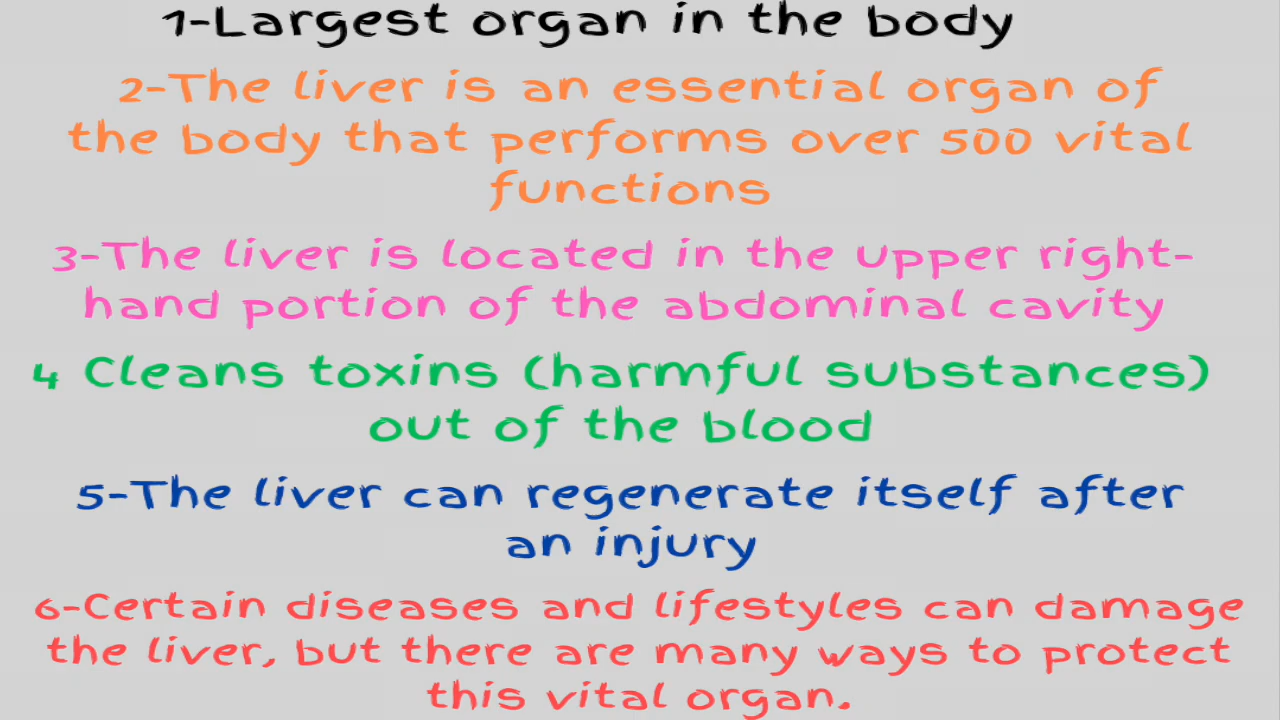 1-Largest organ in the body
2-The liver is an essential organ of
the body that performs over 500 vital
functions
3-The liver is located in the upper right-
hand portion of the abdominal cavity
4 Cleans toxins (harmful substances)
out of the blood
5-The liver can regenerate itself after
an injury
6-Certain diseases and lifestyles can damage
the liver, but there are many ways to protect
this vital organ.